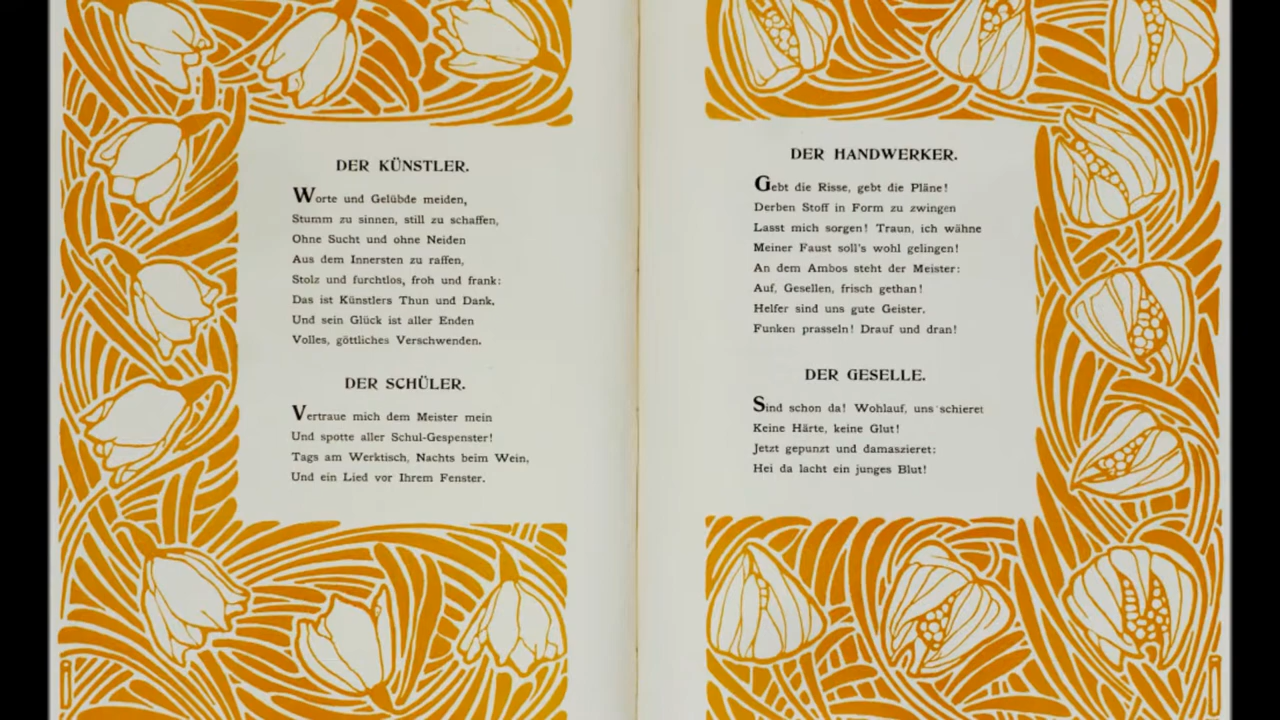 DER KÜNSTLER.
Worte und Gelübde meiden,
Stumm zu sinnen, still zu schaffen,
Ohne Sucht und ohne Neiden
Aus dem Innersten zu raffen,
Stolz und furchtlos, froh und frank:
Das ist Künstlers Thun und Dank.
Und sein Glück ist aller Enden
Volles, göttliches Verschwenden.
DER SCHÜLER.
Vertraue mich dem Meister mein
Und spotte aller Schul-Gespenster!
Tags am Werktisch, Nachts beim Wein,
Und ein Lied vor Ihrem Fenster.
DER HANDWERKER.
Gebt die Risse, gebt die Pläne!
Derben Stoff in Form zu zwingen
Lasst mich sorgen! Traun, ich wähne
Meiner Faust soll's wohl gelingen!
An dem Ambos steht der Meister:
Auf, Gesellen, frisch gethan!
Helfer sind uns gute Geister.
Funken prasseln! Drauf und dran!
DER GESELLE.
Sind schon da! Wohlauf, uns schieret
Keine Härte, keine Glut!
Jetzt gepunzt und damaszieret:
Hei da lacht ein junges Blut!